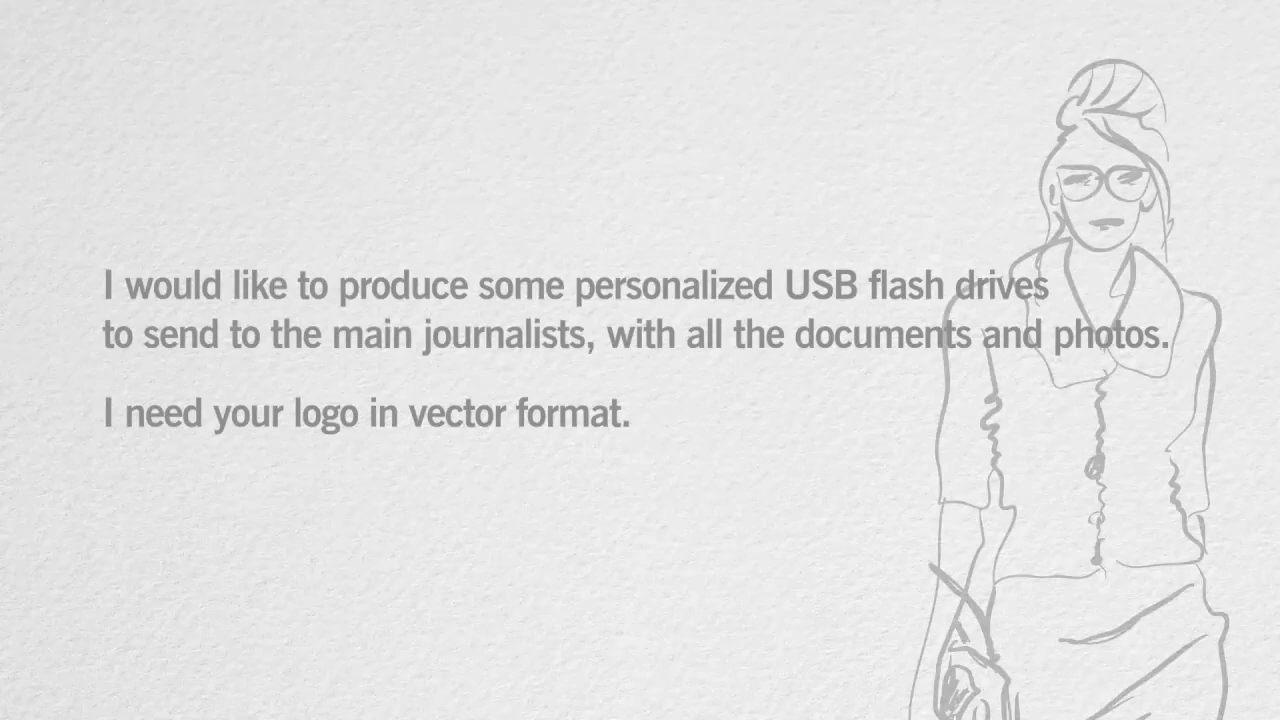 I would like to produce some personalized USB flash drives
to send to the main journalists, with all the documents and photos.
I need your logo in vector format.